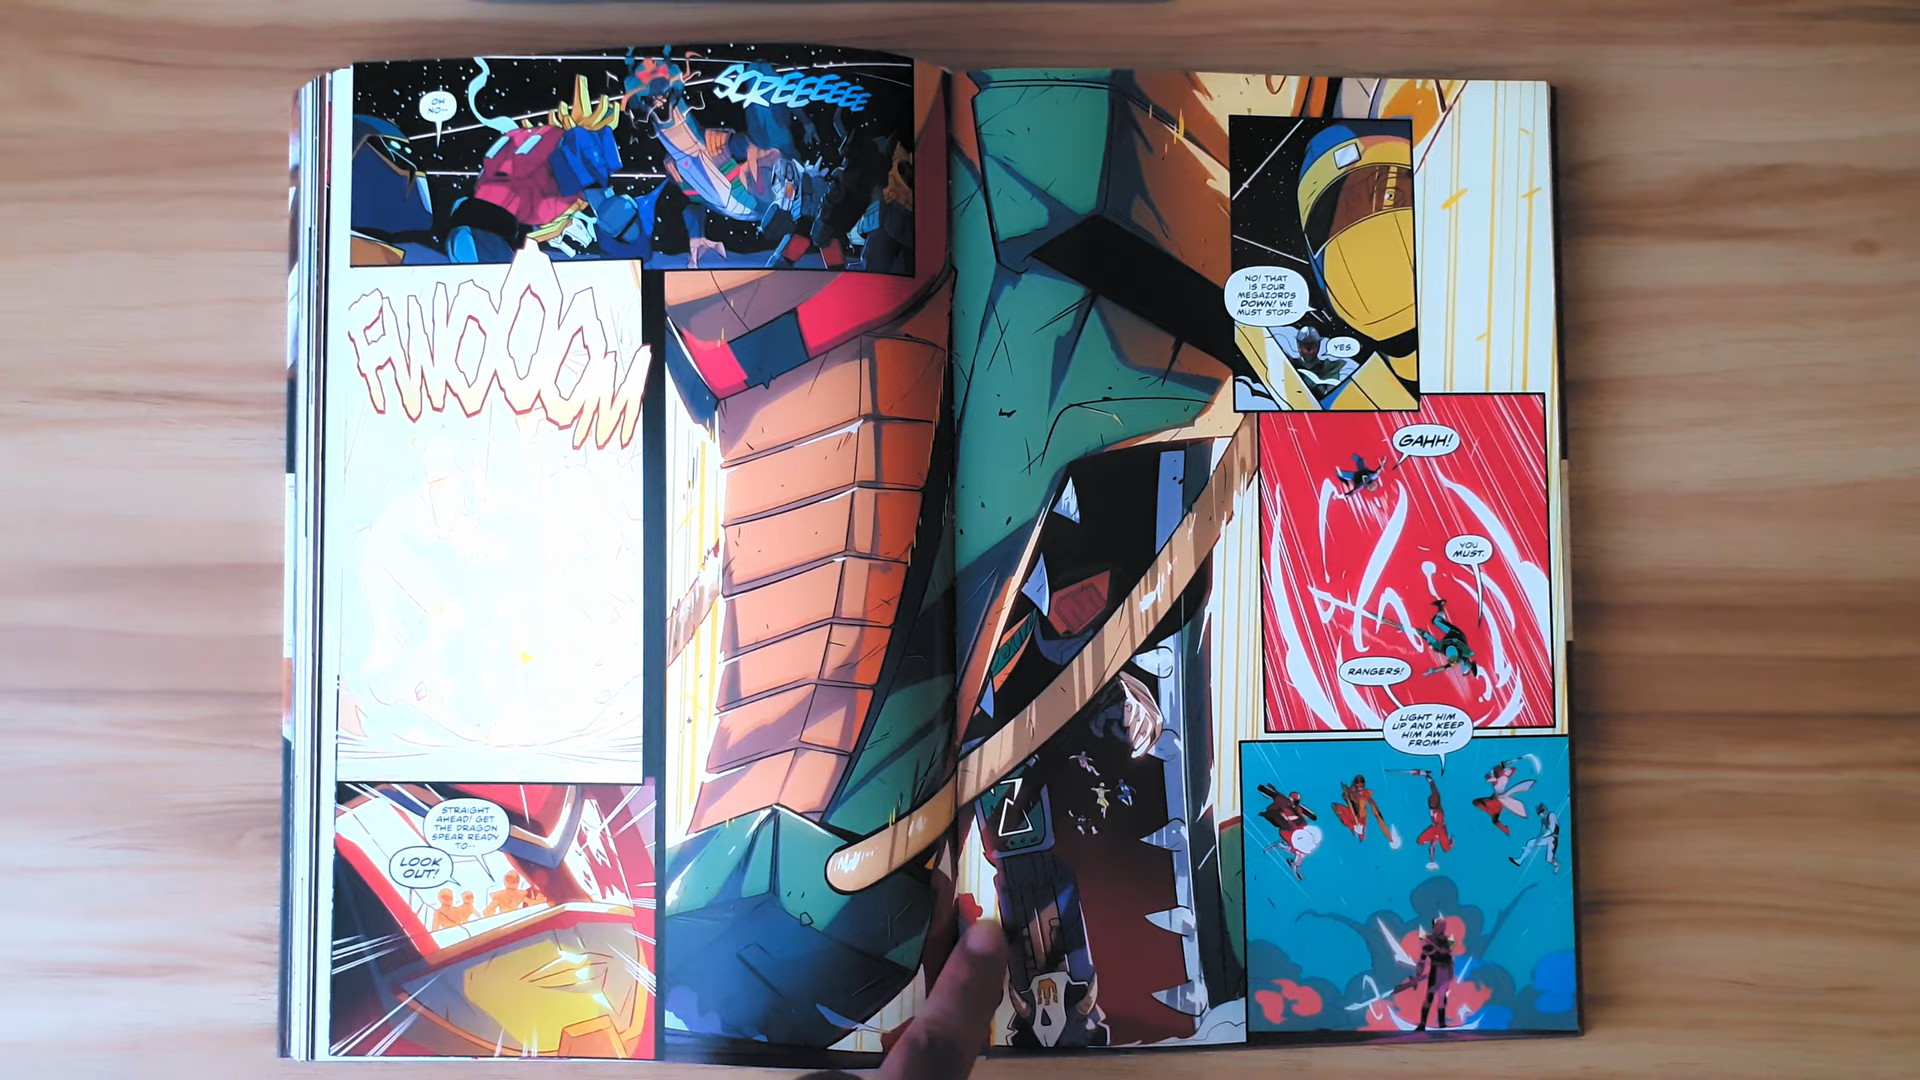 OH
NO--
SCREEEEEE
FWOOOM
STRAIGHT
AHEAD! GET
THE DRAGON
SPEAR READY
TO--
LOOK
OUT!
NO! THAT
IS FOUR
MEGAZORDS
DOWN! WE
MUST STOP--
YES.
GAHH!
YOU
MUST.
RANGERS!
LIGHT HIM
UP AND KEEP
HIM AWAY
FROM--